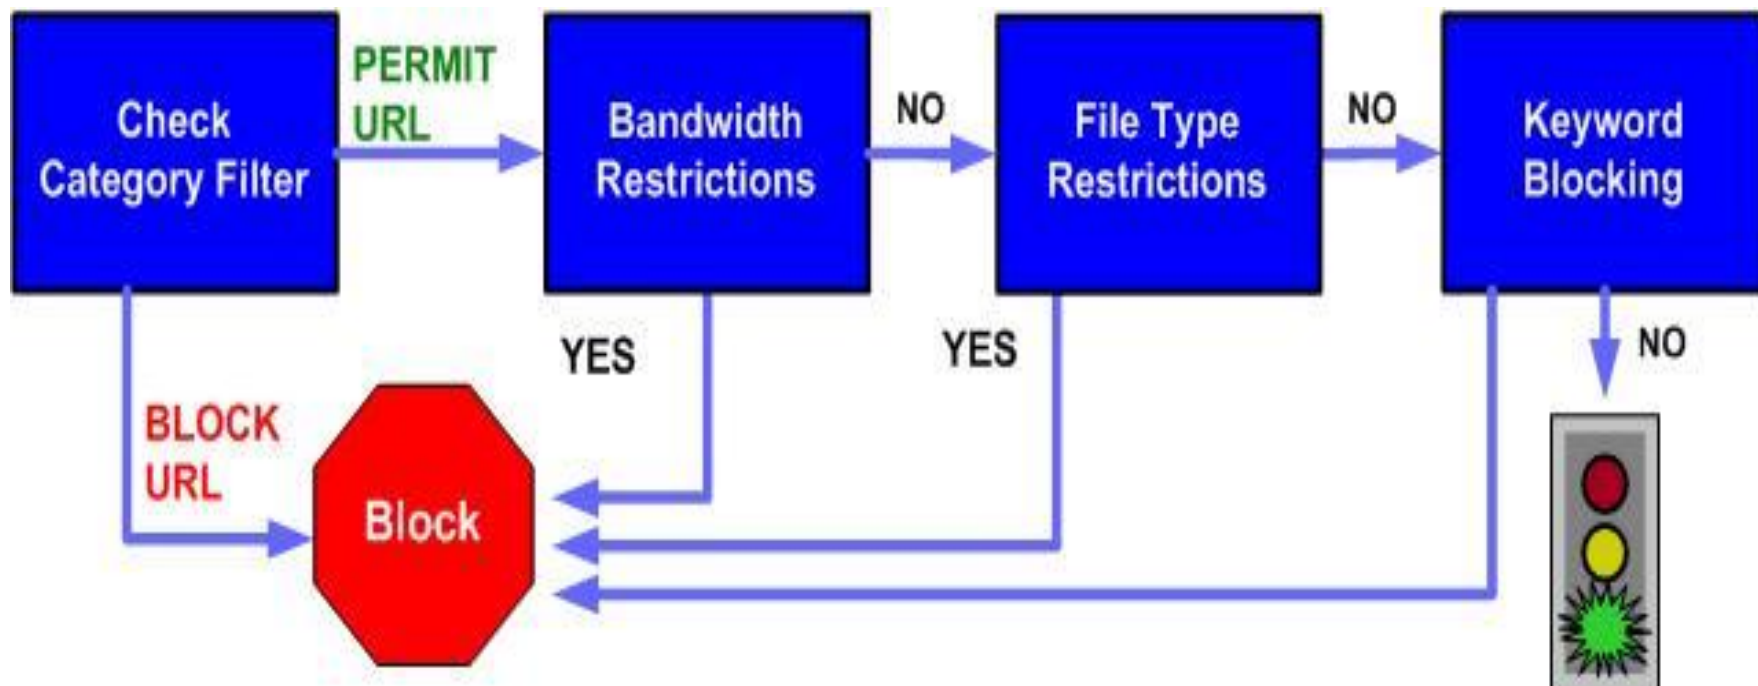 Check
Category Filter
PERMIT
URL
Bandwidth
Restrictions
NO
File Type
Restrictions
NO
Keyword
Blocking
BLOCK
URL
Block
YES
YES
NO